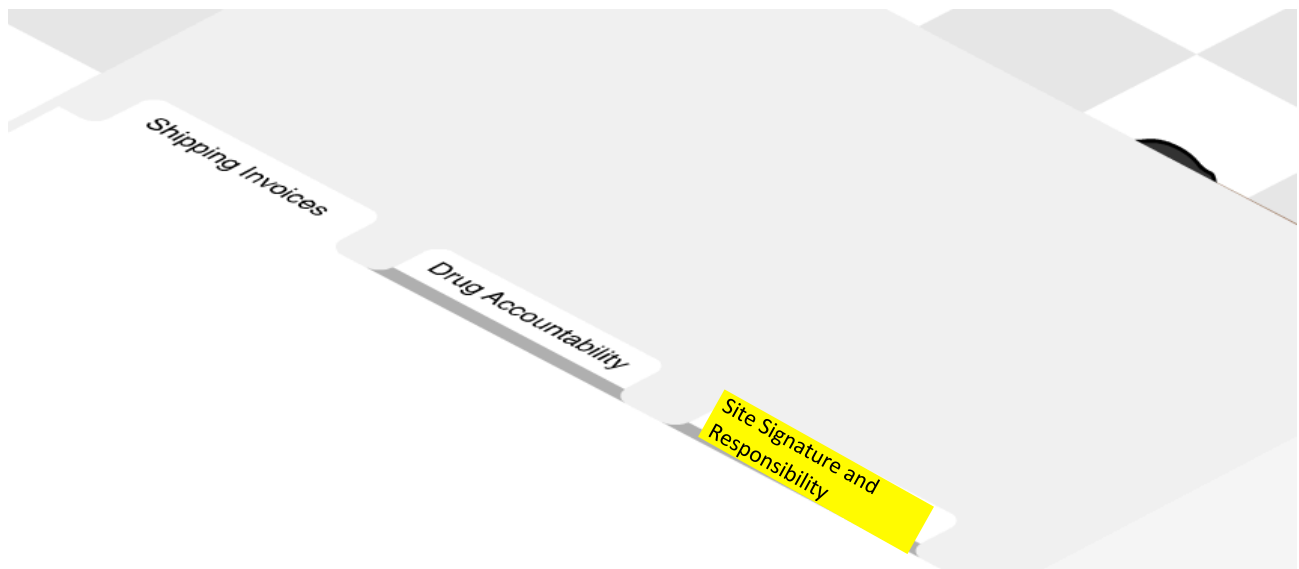 Shipping Invoices
Drug Accountability
Site Signature and
Responsibility